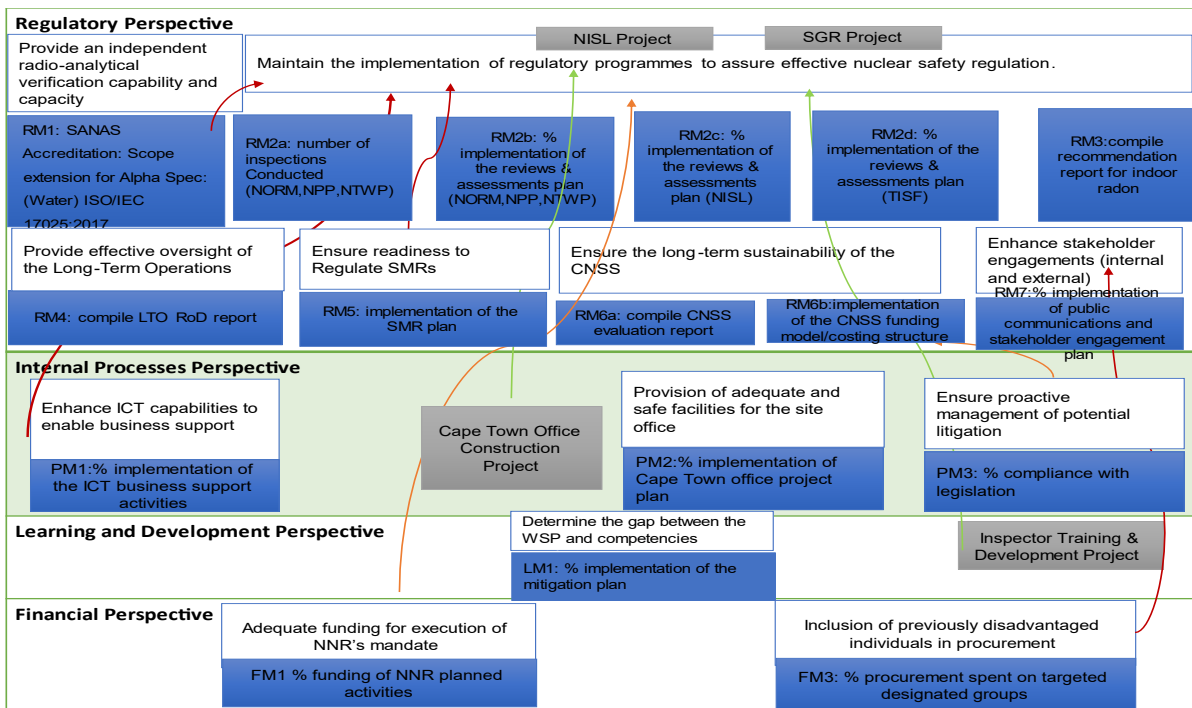 Regulatory Perspective
NISL Project
SGR Project
Provide an independent
radio-analytical
verification capability and
capacity
Maintain the implementation of regulatory programmes to assure effective nuclear safety regulation.
RM1: SANAS
Accreditation: Scope
extension for Alpha Spec:
(Water) ISO/IEC
17025:2017
RM2a: number of
inspections
Conducted
(NORM,NPP,NTWP)
RM2b: %
implementation of
the reviews &
assessments plan
(NORM,NPP,NTWP)
RM2c: %
implementation of
the reviews &
assessments
plan (NISL)
RM2d: %
implementation of the
reviews &
assessments plan
(TISF)
RM3:compile
recommendation
report for indoor
radon
Provide effective oversight of
the Long-Term Operations
Ensure readiness to
Regulate SMRs
Ensure the long-term sustainability of the
CNSS
Enhance stakeholder
engagements (internal
and external)
RM4: compile LTO RoD report
RM5: implementation of the
SMR plan
RM6a: compile CNSS
evaluation report
RM6b:implementation
of the CNSS funding
model/costing structure
RM7:% implementation
of public
communications and
stakeholder engagement
plan
Internal Processes Perspective
Enhance ICT capabilities to
enable business support
PM1:% implementation of
the ICT business support
activities
Cape Town Office
Construction
Project
Provision of adequate and
safe facilities for the site
office
PM2:% implementation of
Cape Town office project
plan
Ensure proactive
management of potential
litigation
PM3: % compliance with
legislation
Learning and Development Perspective
Determine the gap between the
WSP and competencies
LM1: % implementation of the
mitigation plan
Inspector Training &
Development Project
Financial Perspective
Adequate funding for execution of
NNR's mandate
FM1 % funding of NNR planned
activities
Inclusion of previously disadvantaged
individuals in procurement
FM3: % procurement spent on targeted
designated groups